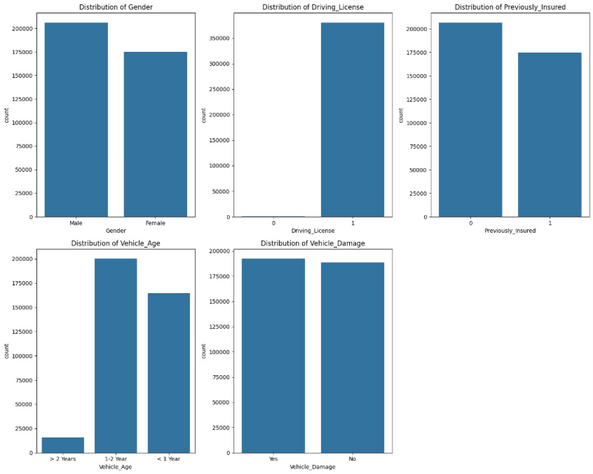 Distribution of Gender
200000
175000
150000
125000
100000
75000
50000
25000
0
count
Male Female
Gender
Distribution of Driving_License
350000
300000
250000
200000
150000
100000
50000
0
count
0 1
Driving_License
Distribution of Previously_Insured
200000
175000
150000
125000
100000
75000
50000
25000
0
count
0 1
Previously_Insured
Distribution of Vehicle_Age
200000
175000
150000
125000
100000
75000
50000
25000
0
count
> 2 Years 1-2 Year < 1 Year
Vehicle_Age
Distribution of Vehicle_Damage
200000
175000
150000
125000
100000
75000
50000
25000
0
count
Yes No
Vehicle_Damage